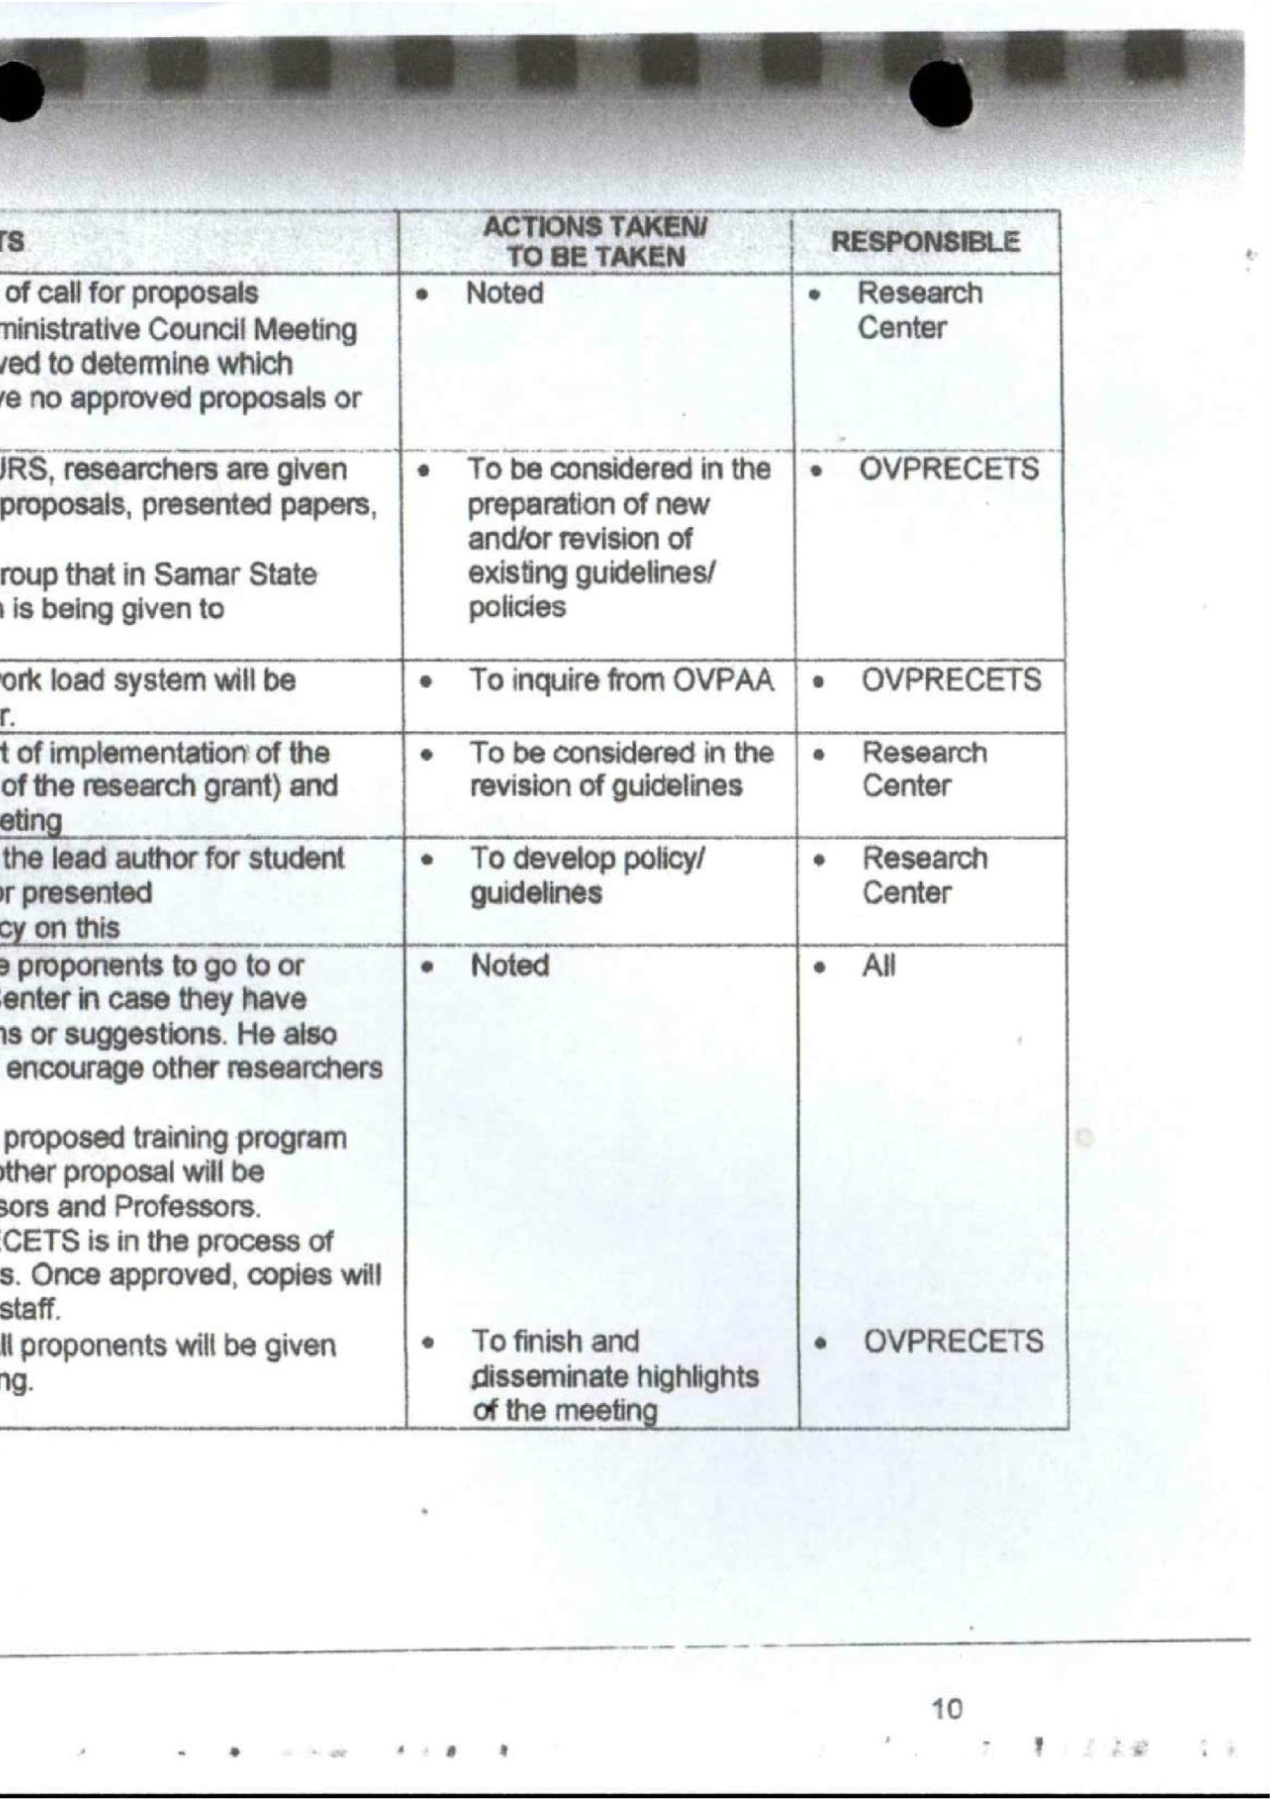 TS
ACTIONS TAKEN/
TO BE TAKEN
RESPONSIBLE
of call for proposals
ministrative Council Meeting
ved to determine which
ve no approved proposals or
• Noted
• Research
Center
URS, researchers are given
proposals, presented papers,
roup that in Samar State
n is being given to
• To be considered in the
preparation of new
and/or revision of
existing guidelines/
policies
• OVPRECETS
work load system will be
r.
• To inquire from OVPAA
• OVPRECETS
t of implementation of the
of the research grant) and
eeting
• To be considered in the
revision of guidelines
• Research
Center
the lead author for student
or presented
cy on this
• To develop policy/
guidelines
• Research
Center
e proponents to go to or
Center in case they have
ns or suggestions. He also
encourage other researchers
proposed training program
other proposal will be
sors and Professors.
ECETS is in the process of
s. Once approved, copies will
staff.
• Noted
• All
ll proponents will be given
ng.
• To finish and
disseminate highlights
of the meeting
• OVPRECETS
10